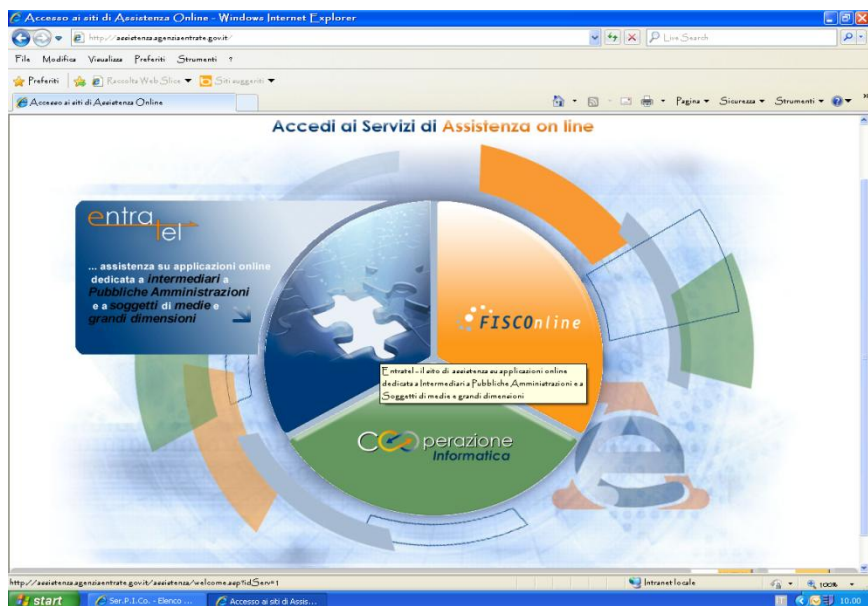 Accesso ai siti di Assistenza Online - Windows Internet Explorer
http://assistenza.agenziaentrate.gov.it/
Live Search
File Modifica Visualizza Preferiti Strumenti ?
Preferiti Raccolta Web Slice Siti suggeriti
Accesso ai siti di Assistenza Online
Pagina Sicurezza Strumenti
Accedi ai Servizi di Assistenza on line
entratel
... assistenza su applicazioni online
dedicata a intermediari a
Pubbliche Amministrazioni
e a soggetti di medie e
grandi dimensioni
FISCOnline
Entratel - il sito di assistenza su applicazioni online
dedicata a Intermediari a Pubbliche Amministrazioni e a
Soggetti di medie e grandi dimensioni
COOperazione
Informatica
e
http://assistenza.agenziaentrate.gov.it/assistenza/welcome.asp?idServ=1
Intranet locale
100%
start
Ser.P.I.Co. - Elenco ...
Accesso ai siti di Assis...
IT
10.00